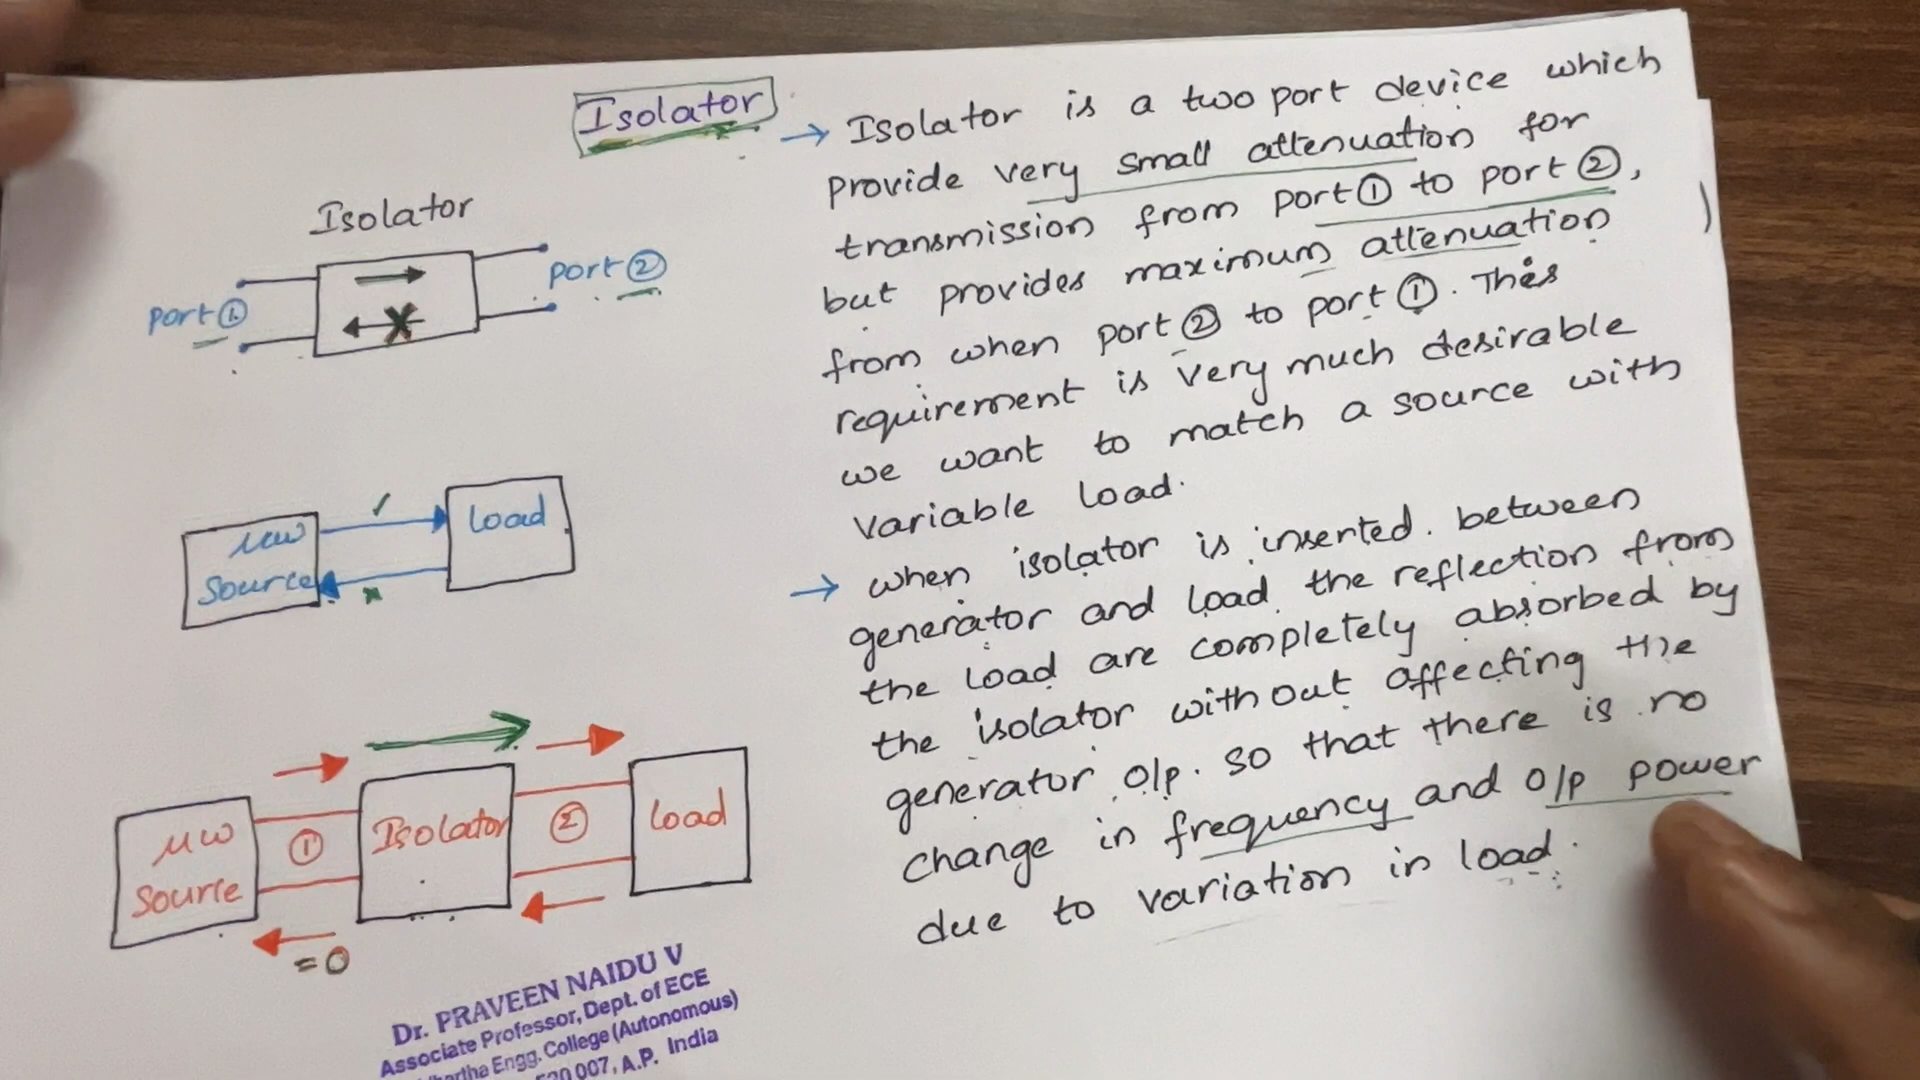 Isolator
Isolator
port ①
port ②
→ Isolator is a two port device which
provide very small attenuation for
transmission from port ① to port ②,
but provides maximum attenuation
from when port ② to port ①. This
requirement is very much desirable
we want to match a source with
variable load.
→ when isolator is inserted. between
generator and load. the reflection from
the load are completely absorbed by
the isolator without affecting the
generator o/p. so that there is no
change in frequency and o/p power
due to variation in load.
μw
source
load
μw
source
①
Isolator
②
load
=0
Dr. PRAVEEN NAIDU V
Associate Professor, Dept. of ECE
Engg. College (Autonomous)
007, A.P. India